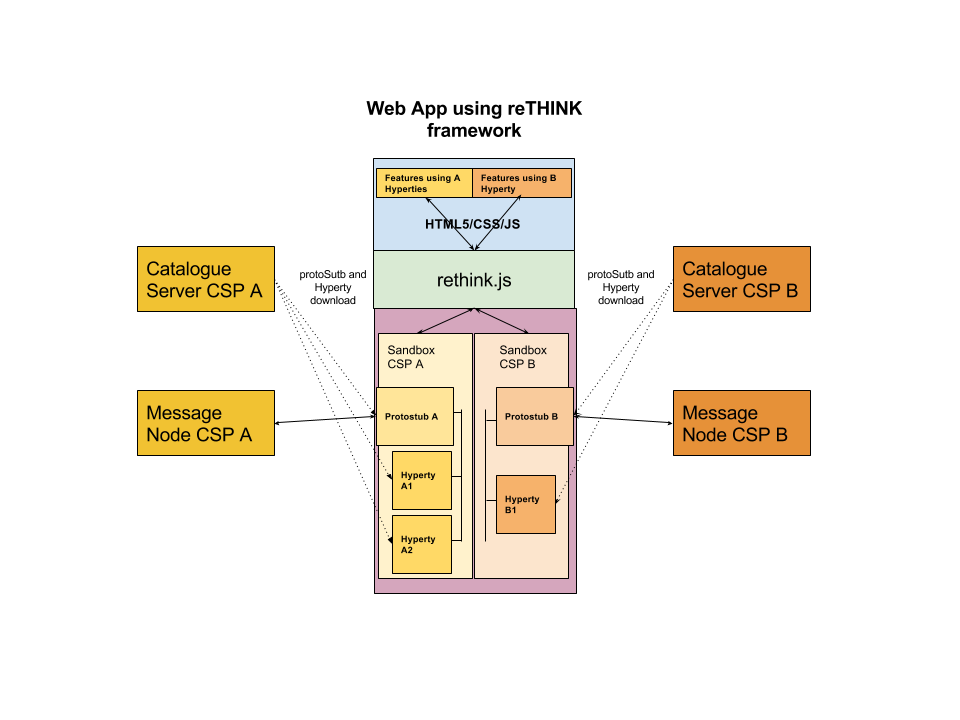 Web App using reTHINK
framework
Features using A
Hyperties
Features using B
Hyperty
HTML5/CSS/JS
Catalogue
Server CSP A
protoSutb and
Hyperty
download
rethink.js
protoSutb and
Hyperty
download
Catalogue
Server CSP B
Sandbox
CSP A
Sandbox
CSP B
Message
Node CSP A
Protostub A
Protostub B
Message
Node CSP B
Hyperty
A1
Hyperty
B1
Hyperty
A2